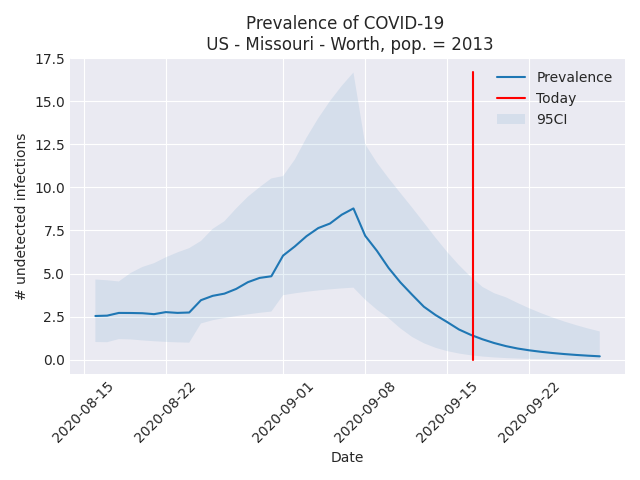 Prevalence of COVID-19
US - Missouri - Worth, pop. = 2013
17.5
15.0
12.5
10.0
7.5
5.0
2.5
0.0
# undetected infections
Prevalence
Today
95CI
2020-08-15
2020-08-22
2020-09-01
2020-09-08
2020-09-15
2020-09-22
Date